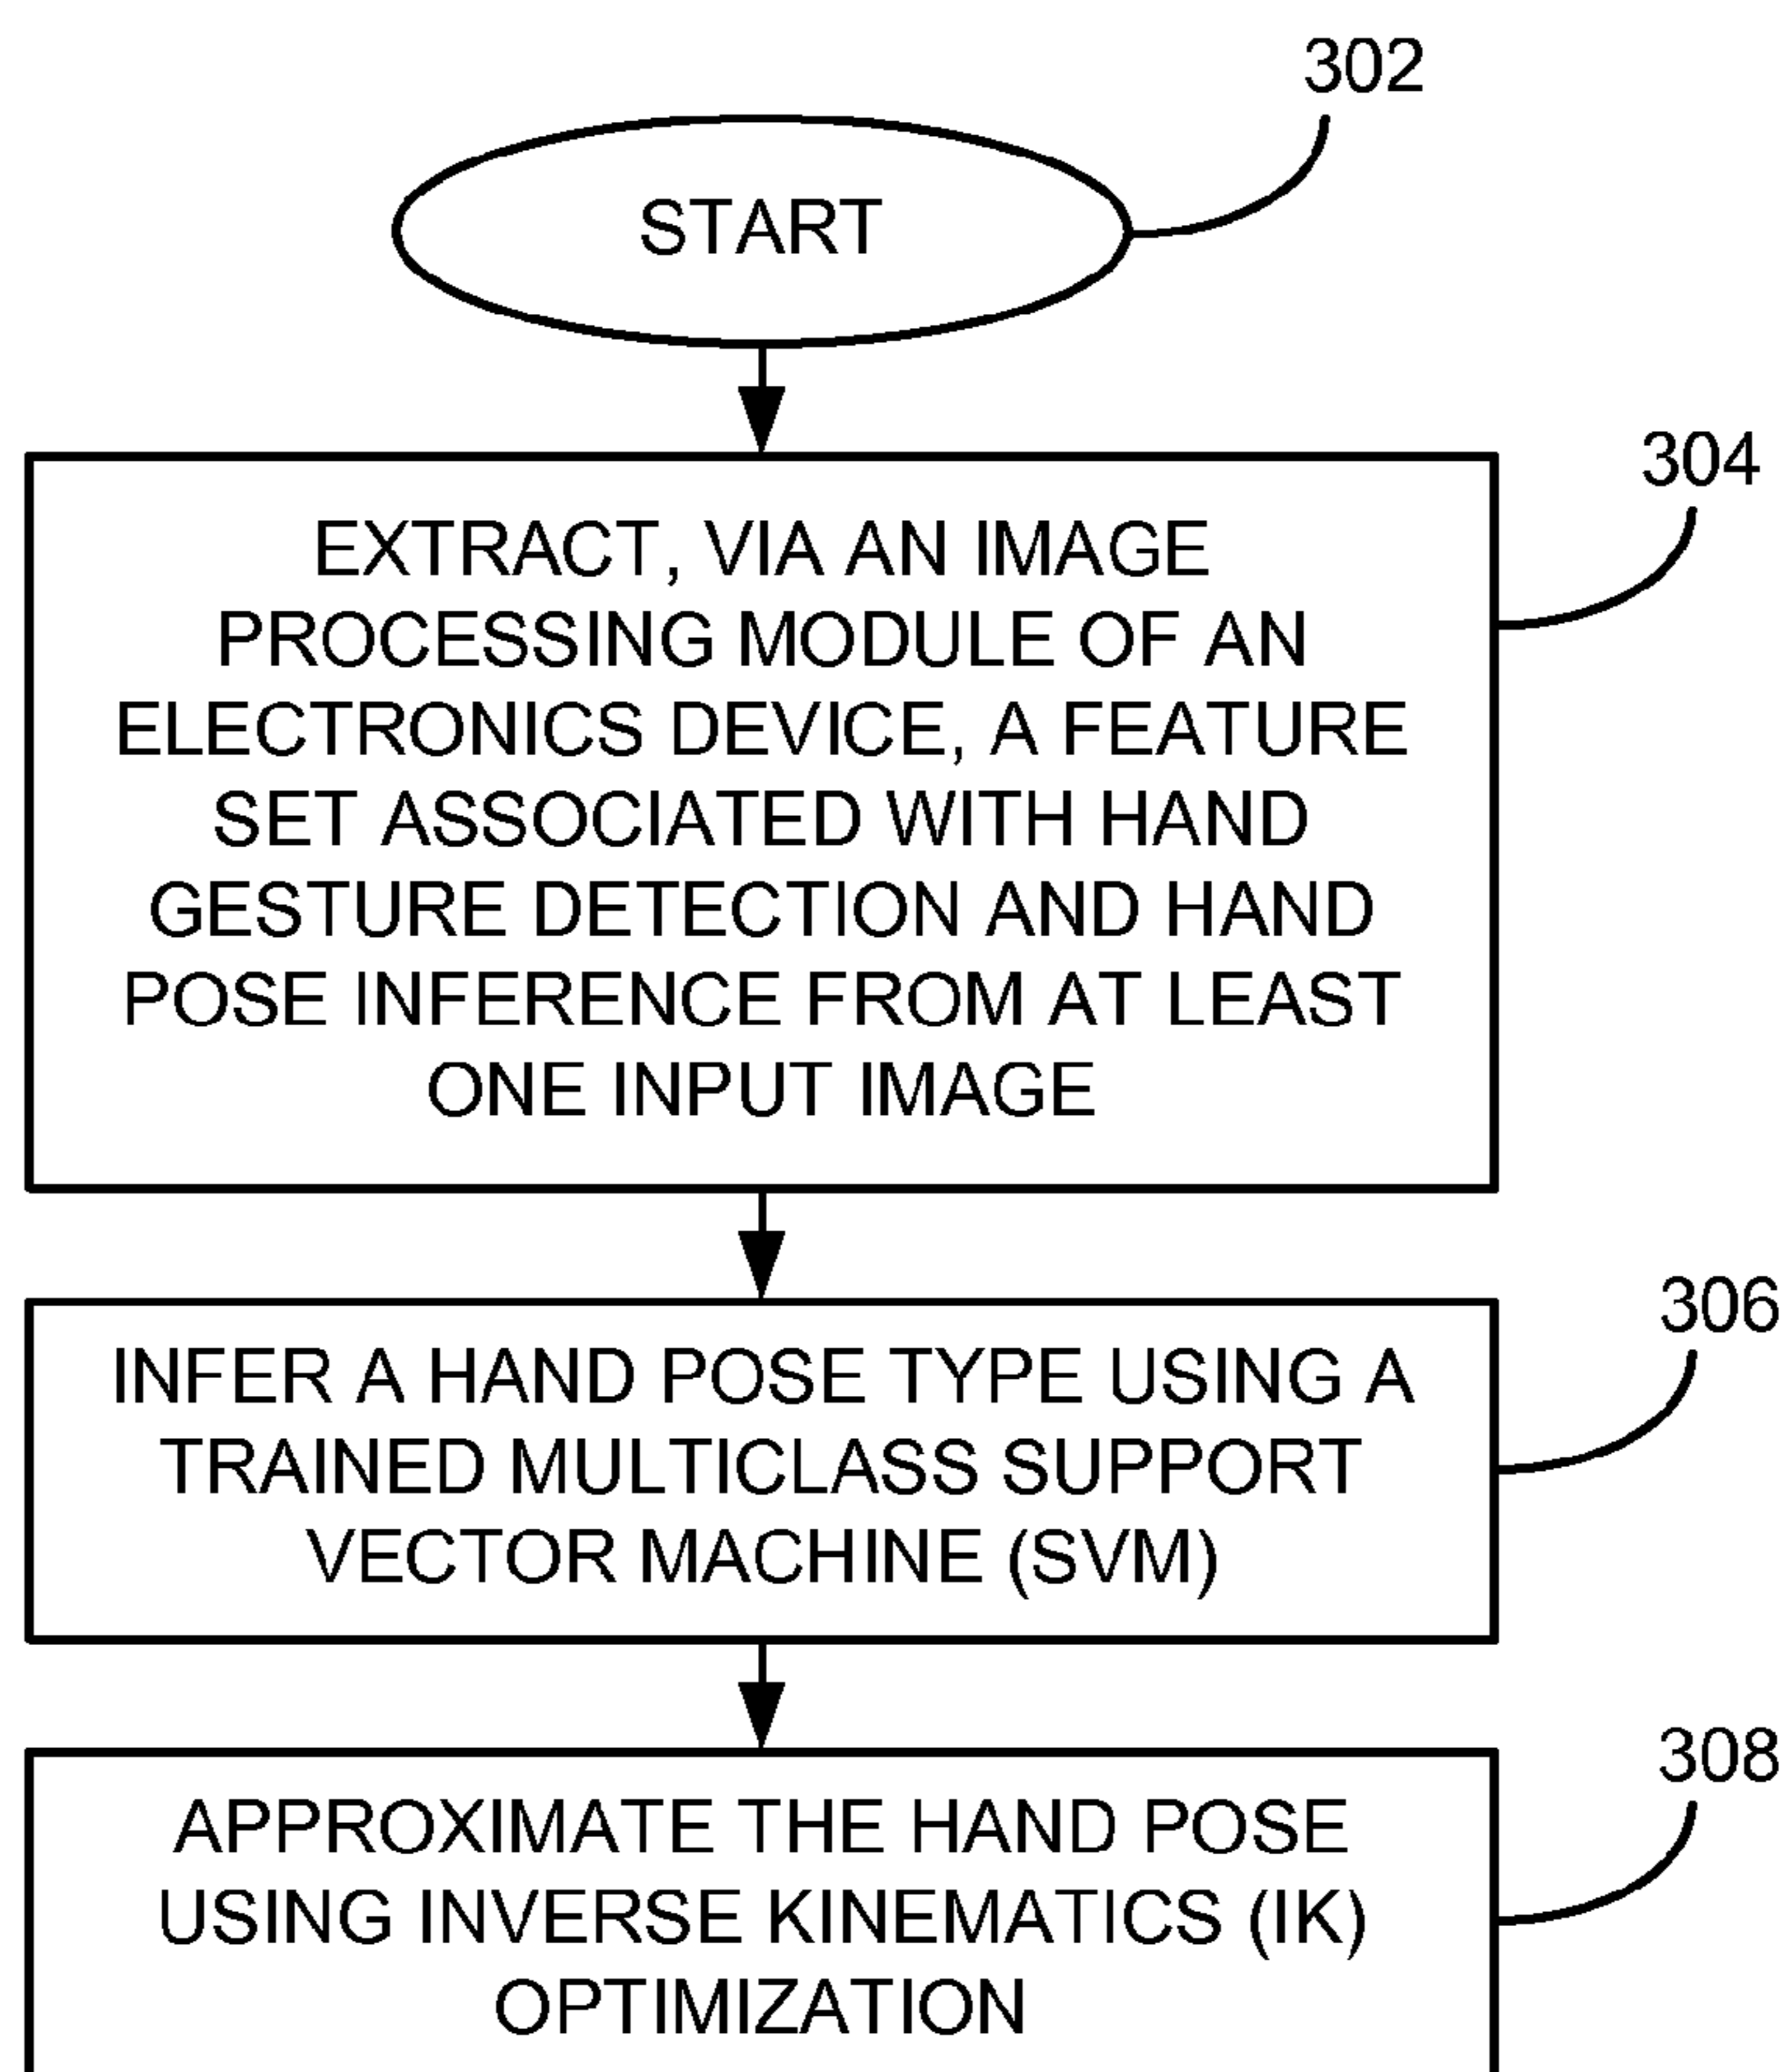 302
START
304
EXTRACT, VIA AN IMAGE
PROCESSING MODULE OF AN
ELECTRONICS DEVICE, A FEATURE
SET ASSOCIATED WITH HAND
GESTURE DETECTION AND HAND
POSE INFERENCE FROM AT LEAST
ONE INPUT IMAGE
306
INFER A HAND POSE TYPE USING A
TRAINED MULTICLASS SUPPORT
VECTOR MACHINE (SVM)
308
APPROXIMATE THE HAND POSE
USING INVERSE KINEMATICS (IK)
OPTIMIZATION